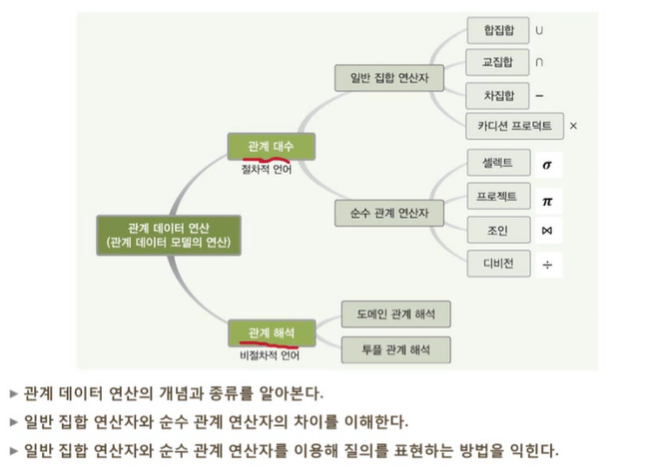 관계 데이터 연산
(관계 데이터 모델의 연산)
관계 대수
절차적 언어
일반 집합 연산자
합집합 ∪
교집합 ∩
차집합 −
카디션 프로덕트 ×
순수 관계 연산자
셀렉트 σ
프로젝트 π
조인 ⋈
디비전 ÷
관계 해석
비절차적 언어
도메인 관계 해석
투플 관계 해석
▶ 관계 데이터 연산의 개념과 종류를 알아본다.
▶ 일반 집합 연산자와 순수 관계 연산자의 차이를 이해한다.
▶ 일반 집합 연산자와 순수 관계 연산자를 이용해 질의를 표현하는 방법을 익힌다.